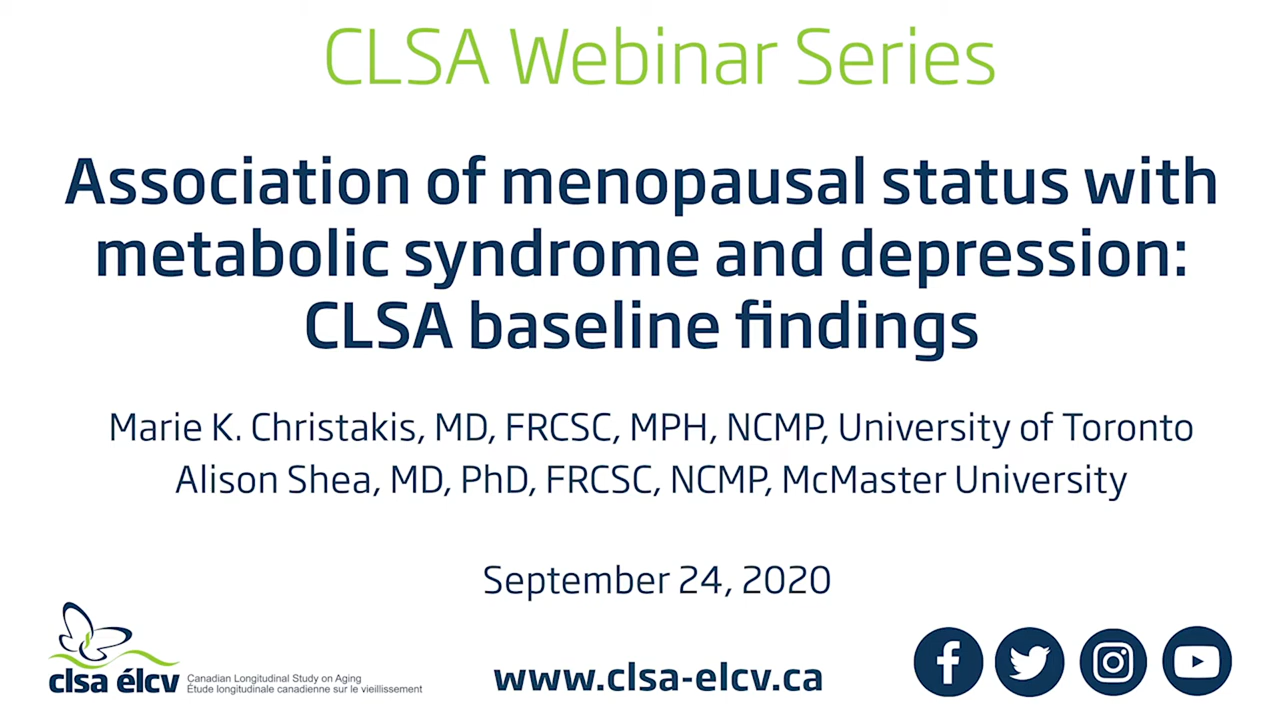 CLSA Webinar Series
Association of menopausal status with
metabolic syndrome and depression:
CLSA baseline findings
Marie K. Christakis, MD, FRCSC, MPH, NCMP, University of Toronto
Alison Shea, MD, PhD, FRCSC, NCMP, McMaster University
September 24, 2020
clsa élcv
Canadian Longitudinal Study on Aging
Étude longitudinale canadienne sur le vieillissement
www.clsa-elcv.ca